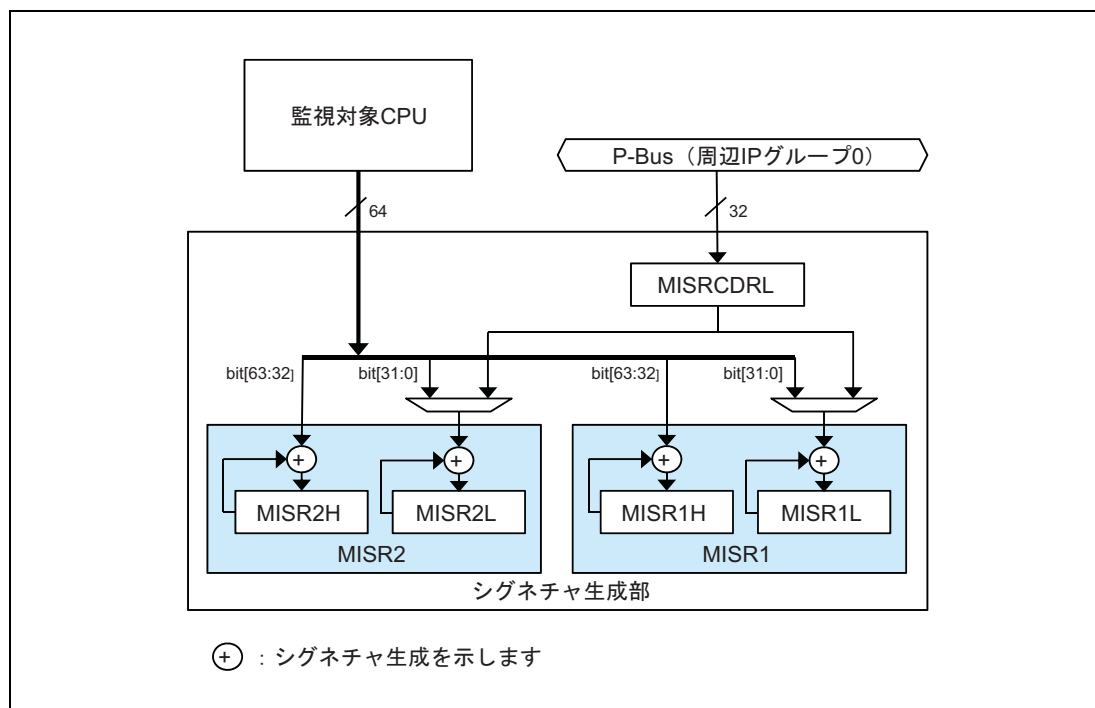 監視対象CPU
P-Bus（周辺IPグループ0）
64
32
MISRCDRL
bit[63:32]
bit[31:0]
bit[63:32]
bit[31:0]
+
+
+
+
MISR2H
MISR2L
MISR1H
MISR1L
MISR2
MISR1
シグネチャ生成部
+ : シグネチャ生成を示します